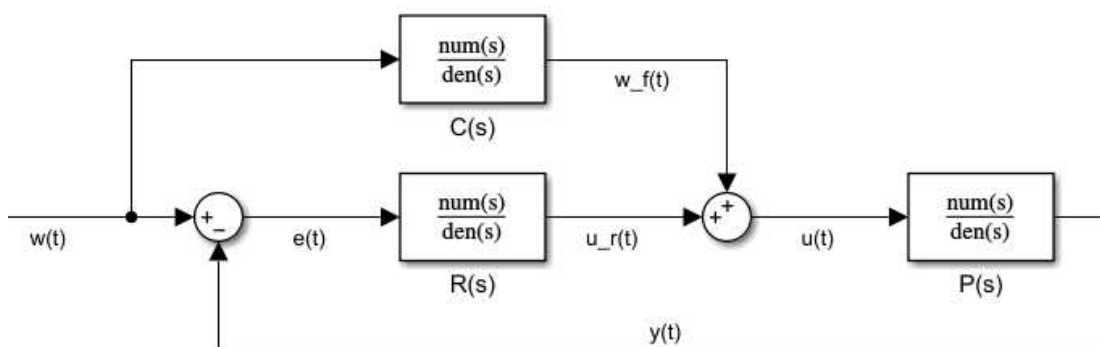 num(s)
den(s)
w_f(t)
C(s)
+
num(s)
den(s)
+
+
num(s)
den(s)
_
w(t)
e(t)
u_r(t)
u(t)
R(s)
P(s)
y(t)